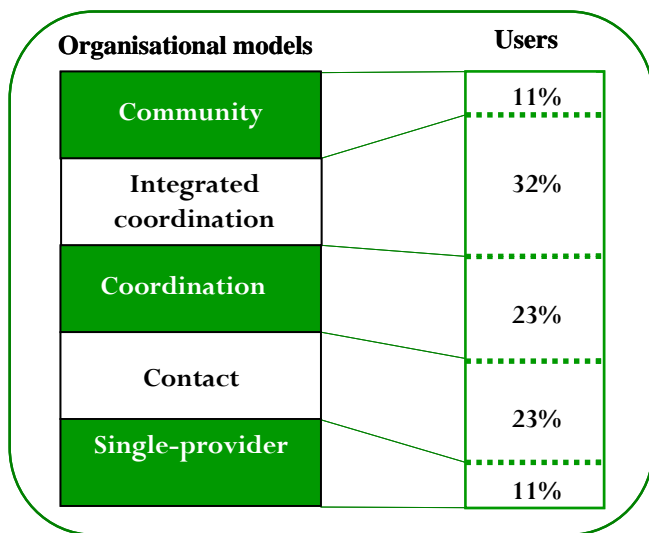 Organisational models
Users
Community
11%
Integrated
coordination
32%
Coordination
23%
Contact
23%
Single-provider
11%